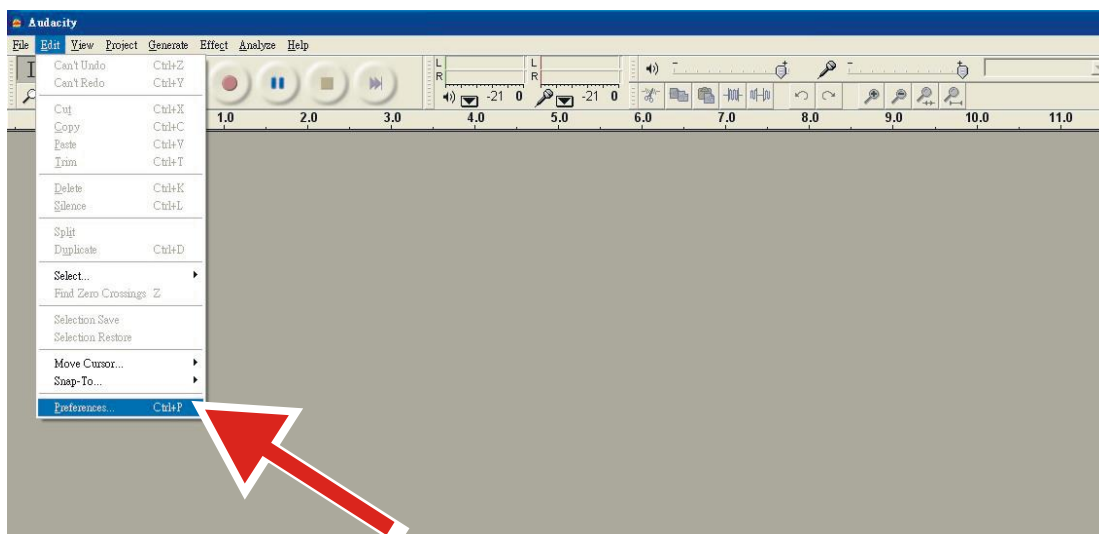 Audacity
File Edit View Project Generate Effect Analyze Help
Can't Undo Ctrl+Z
Can't Redo Ctrl+Y
Cut Ctrl+X
Copy Ctrl+C
Paste Ctrl+V
Trim Ctrl+T
Delete Ctrl+K
Silence Ctrl+L
Split
Duplicate Ctrl+D
Select...
Find Zero Crossings Z
Selection Save
Selection Restore
Move Cursor...
Snap-To...
Preferences... Ctrl+P
L L
R R
-21 0 -21 0
1.0 2.0 3.0 4.0 5.0 6.0 7.0 8.0 9.0 10.0 11.0